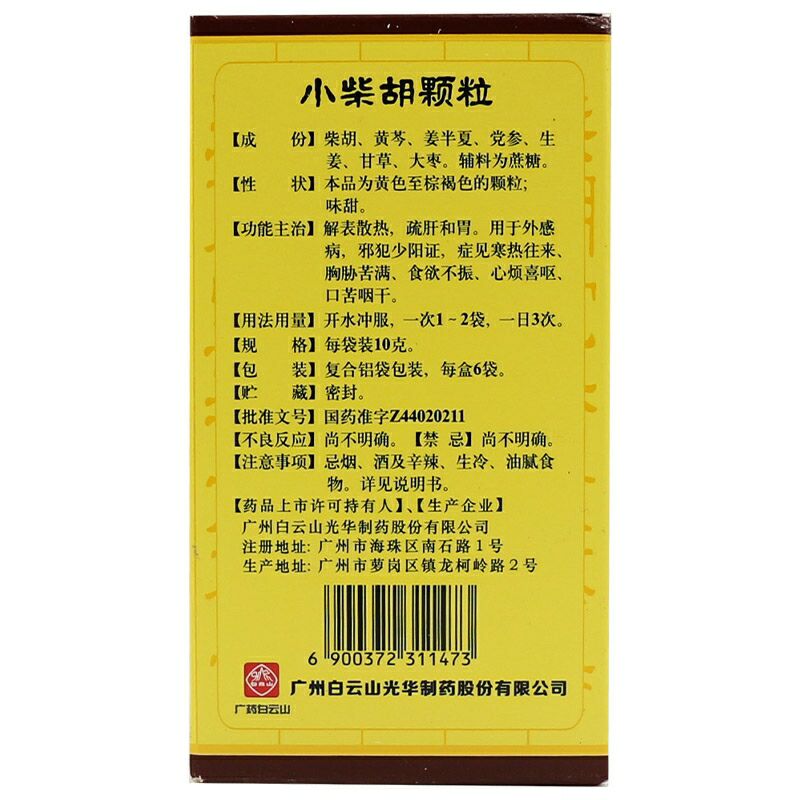 小柴胡颗粒
【成 份】柴胡、黄芩、姜半夏、党参、生
姜、甘草、大枣。辅料为蔗糖。
【性 状】本品为黄色至棕褐色的颗粒；
味甜。
【功能主治】解表散热，疏肝和胃。用于外感
病，邪犯少阳证，症见寒热往来、
胸胁苦满、食欲不振、心烦喜呕、
口苦咽干。
【用法用量】开水冲服，一次1～2袋，一日3次。
【规 格】每袋装10克。
【包 装】复合铝袋包装，每盒6袋。
【贮 藏】密封。
【批准文号】国药准字Z44020211
【不良反应】尚不明确。【禁 忌】尚不明确。
【注意事项】忌烟、酒及辛辣、生冷、油腻食
物。详见说明书。
【药品上市许可持有人】、【生产企业】
广州白云山光华制药股份有限公司
注册地址：广州市海珠区南石路1号
生产地址：广州市萝岗区镇龙柯岭路2号
6 900372 311473
白云山
广州白云山光华制药股份有限公司
广药白云山